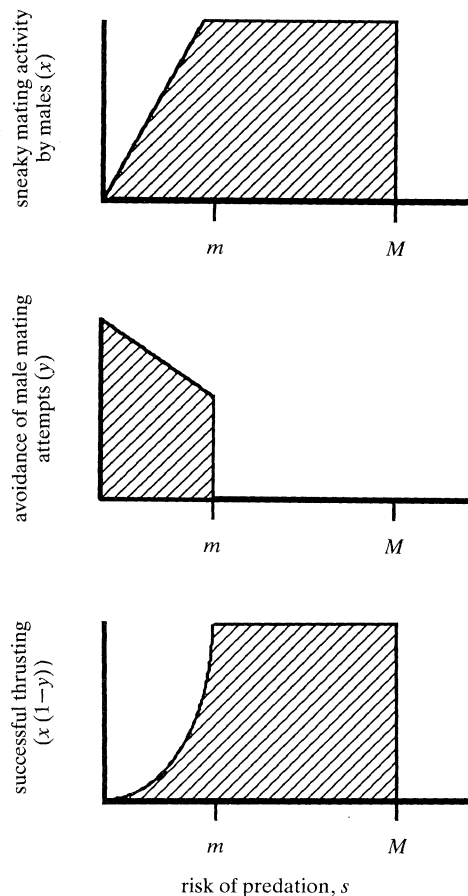 sneaky mating activity
by males (x)
m
M
avoidance of male mating
attempts (y)
m
M
successful thrusting
(x (1−y))
m
M
risk of predation, s